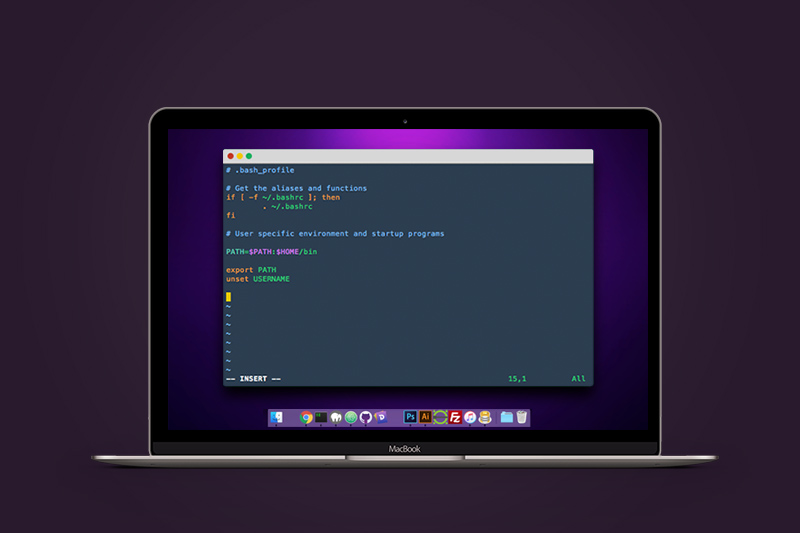 # .bash_profile
# Get the aliases and functions
if [ -f ~/.bashrc ]; then
        . ~/.bashrc
fi
# User specific environment and startup programs
PATH=$PATH:$HOME/bin
export PATH
unset USERNAME
~
~
~
~
~
~
~
~
-- INSERT -- 15,1 All
Ps Ai Fz
MacBook